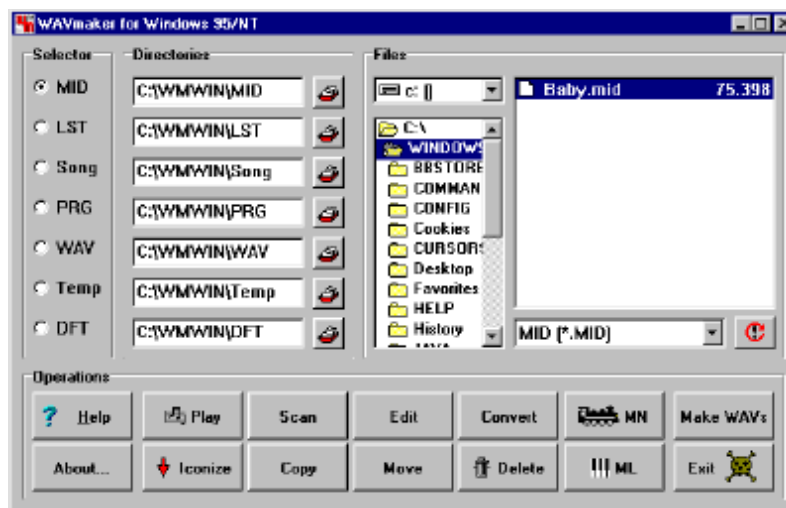 WAVmaker for Windows 95/NT
Selector
Directories
Files
MID
C:\WMWIN\MID
c: []
Baby.mid 75.398
LST
C:\WMWIN\LST
C:\
WINDOWS
BBSTORE
Song
C:\WMWIN\Song
COMMAN
PRG
C:\WMWIN\PRG
CONFIG
Cookies
WAV
C:\WMWIN\WAV
CURSORS
Desktop
Temp
C:\WMWIN\Temp
Favorites
HELP
DFT
C:\WMWIN\DFT
History
JAVA
MID (*.MID)
Operations
? Help Play Scan Edit Convert MN Make WAVs
About... Iconize Copy Move Delete ML Exit